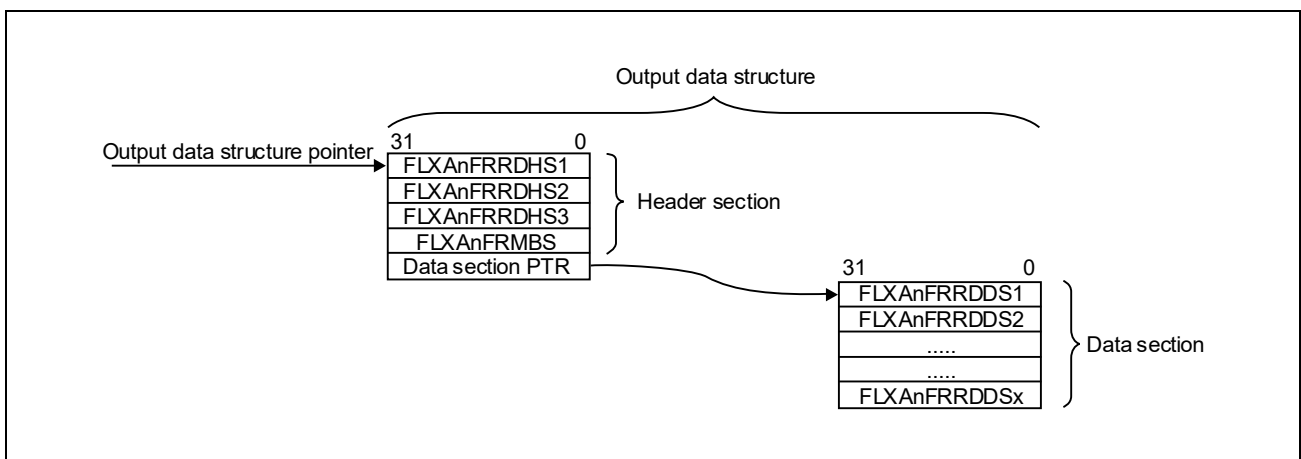 Output data structure
Output data structure pointer
31 0
FLXAnFRRDHS1
FLXAnFRRDHS2
FLXAnFRRDHS3
FLXAnFRMBS
Data section PTR
Header section
31 0
FLXAnFRRDDS1
FLXAnFRRDDS2
.....
.....
FLXAnFRRDDSx
Data section